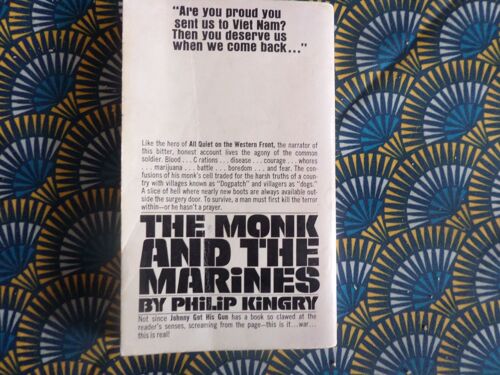 "Are you proud you
sent us to Viet Nam?
Then you deserve us
when we come back..."
Like the hero of All Quiet on the Western Front, the narrator of
this bitter, honest account lives the agony of the common
soldier. Blood...C rations...disease...courage...whores
...marijuana...battle...boredom...and fear. The con-
fusions of his monk's cell traded for the harsh truths of a coun-
try with villages known as "Dogpatch" and villagers as "dogs."
A slice of hell where nearly new boots are always available out-
side the surgery door. To survive, a man must first kill the terror
within—or he hasn't a prayer.
THE MONK
AND THE
MARINES
BY PHILIP KINGRY
Not since Johnny Got His Gun has a book so clawed at the
reader's senses, screaming from the page—this is it...war...
this is real!